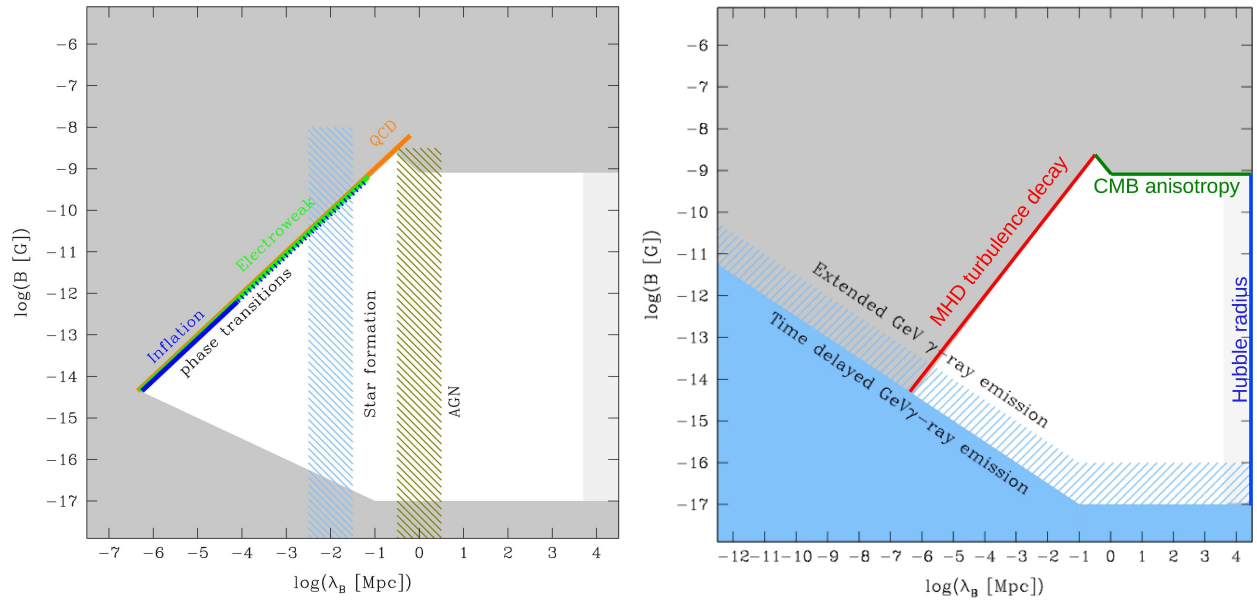 −6
−7
−8
−9
−10
−11
−12
−13
−14
−15
−16
−17
log(B [G])
QCD
Electroweak
Inflation
phase transitions
Star formation
AGN
−7 −6 −5 −4 −3 −2 −1 0 1 2 3 4
log(λ_B [Mpc])
−6
−7
−8
−9
−10
−11
−12
−13
−14
−15
−16
−17
log(B [G])
MHD turbulence decay
CMB anisotropy
Hubble radius
Extended GeV γ−ray emission
Time delayed GeVγ−ray emission
−12−11−10 −9 −8 −7 −6 −5 −4 −3 −2 −1 0 1 2 3 4
log(λ_B [Mpc])